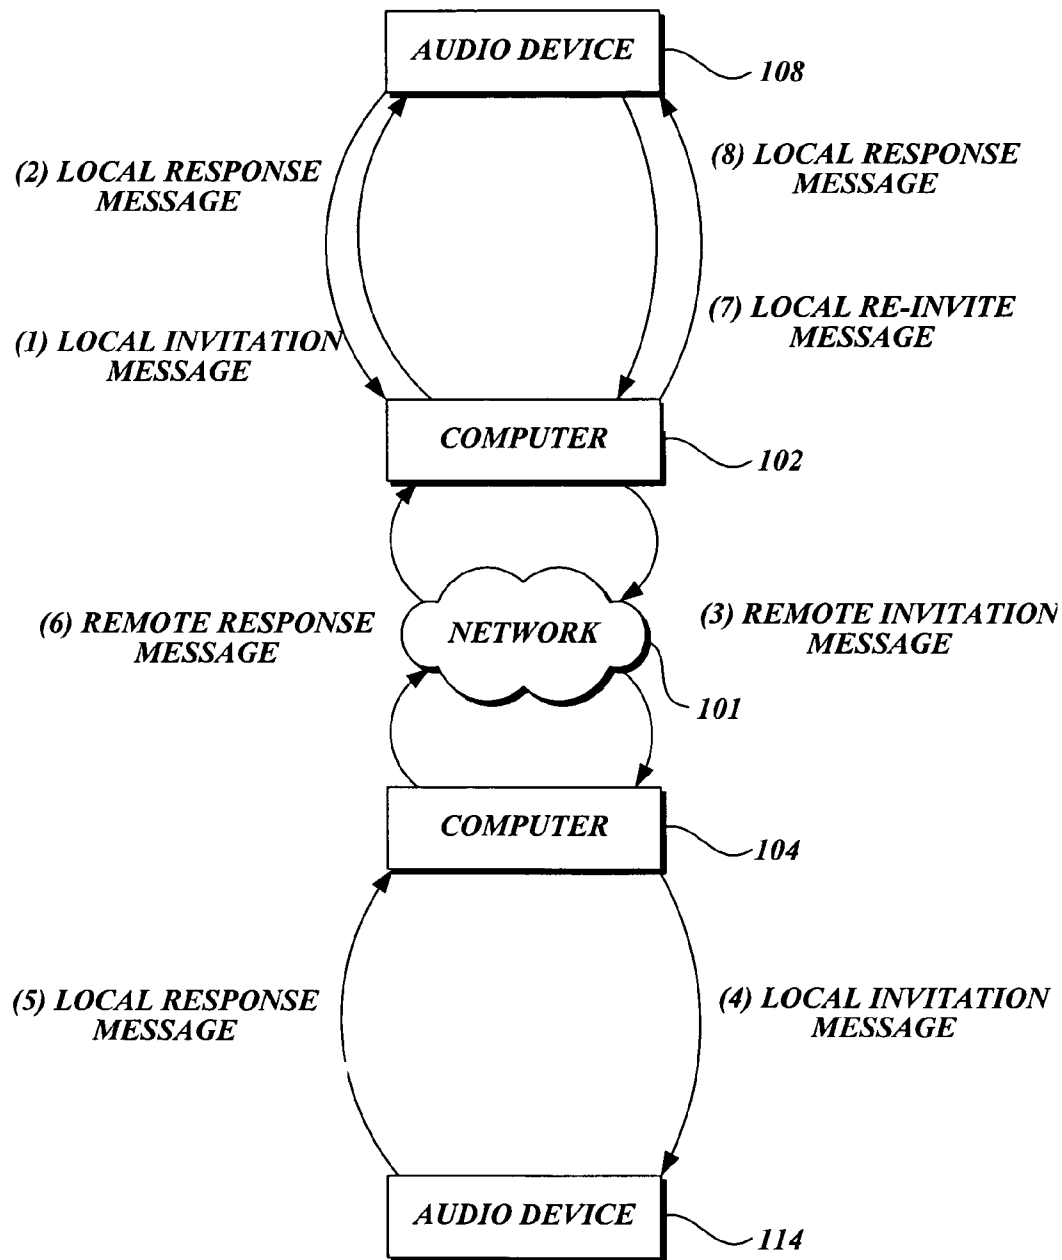 AUDIO DEVICE
108
(2) LOCAL RESPONSE
MESSAGE
(8) LOCAL RESPONSE
MESSAGE
(1) LOCAL INVITATION
MESSAGE
(7) LOCAL RE-INVITE
MESSAGE
COMPUTER
102
(6) REMOTE RESPONSE
MESSAGE
NETWORK
(3) REMOTE INVITATION
MESSAGE
101
COMPUTER
104
(5) LOCAL RESPONSE
MESSAGE
(4) LOCAL INVITATION
MESSAGE
AUDIO DEVICE
114